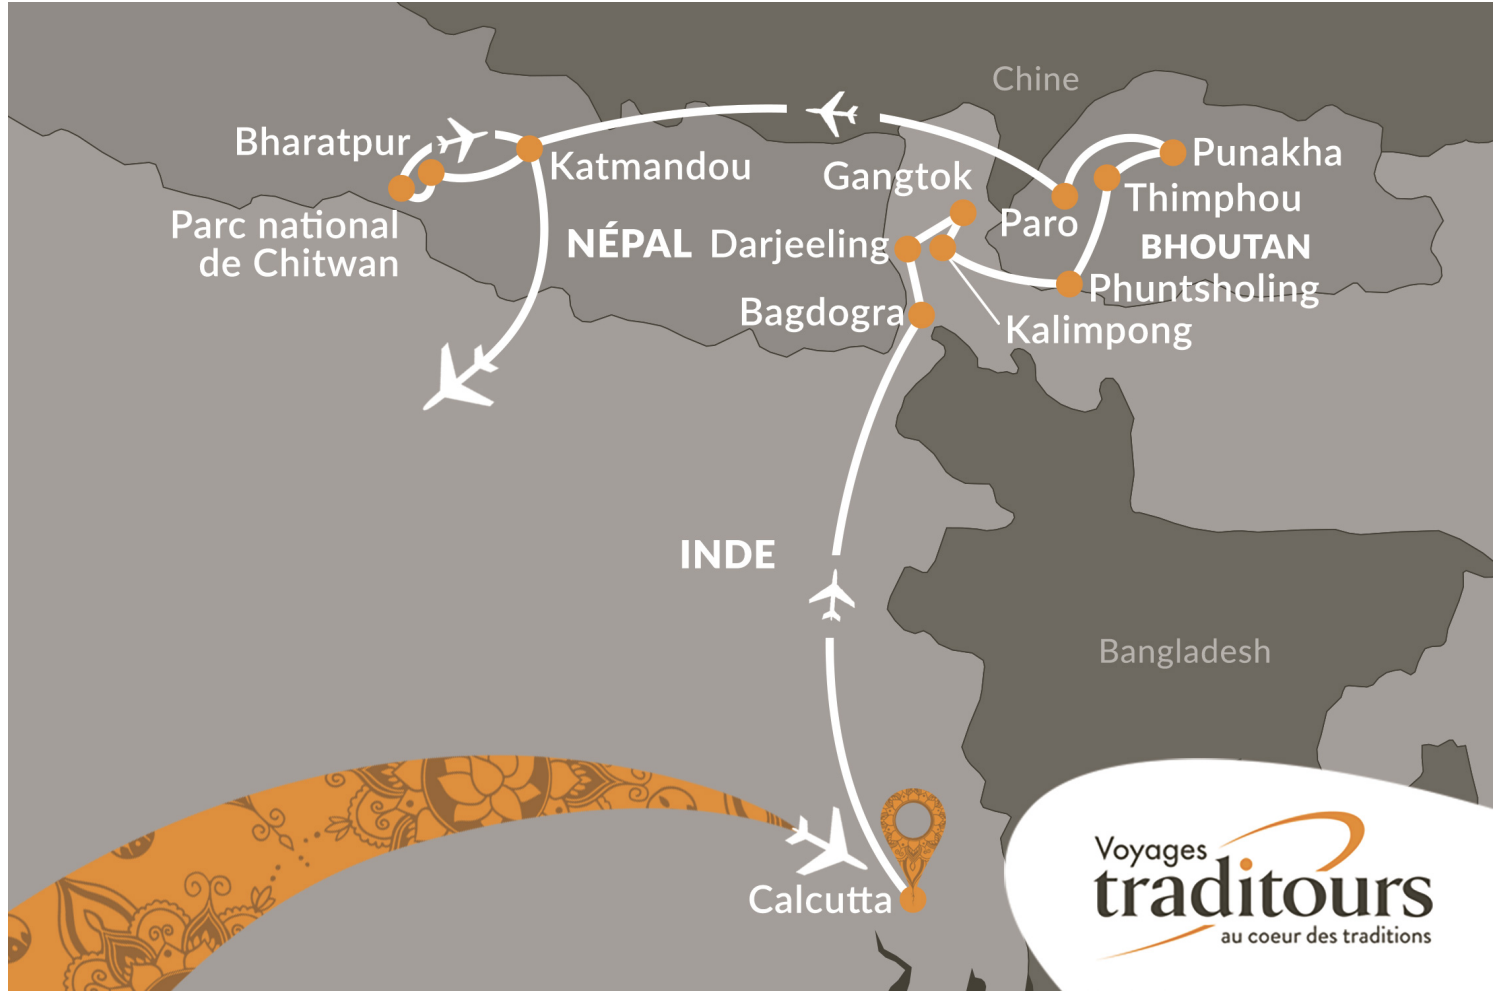 Chine
Bharatpur
Katmandou
Gangtok
Punakha
Thimphou
Paro
Parc national
de Chitwan
NÉPAL
Darjeeling
BHOUTAN
Phuntsholing
Bagdogra
Kalimpong
INDE
Bangladesh
Calcutta
Voyages
traditours
au coeur des traditions